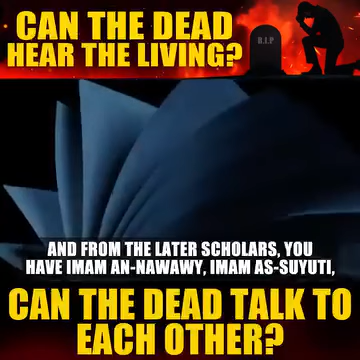 CAN THE DEAD
HEAR THE LIVING?
R.I.P
AND FROM THE LATER SCHOLARS, YOU
HAVE IMAM AN-NAWAWY, IMAM AS-SUYUTI,
CAN THE DEAD TALK TO
EACH OTHER?